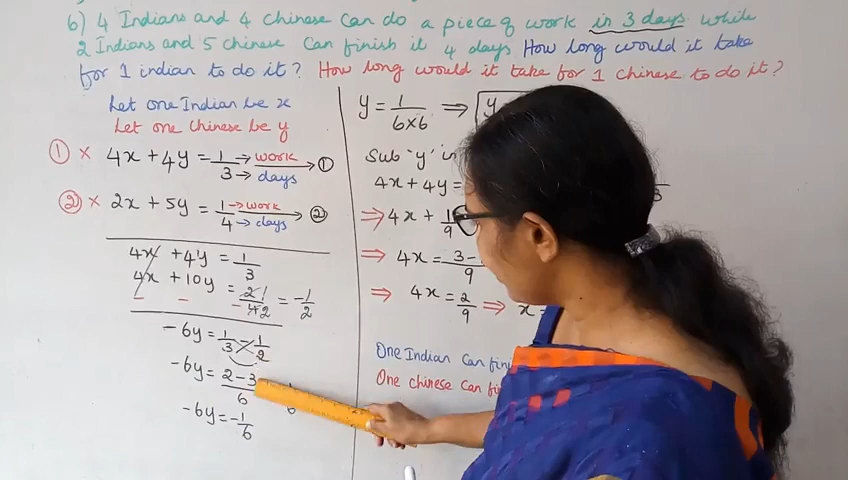 6) 4 Indians and 4 chinese can do a piece of work in 3 days while
2 Indians and 5 chinese can finish it 4 days How long would it take
for 1 indian to do it? How long would it take for 1 chinese to do it?
Let one Indian be x
Let one chinese be y
① × 4x + 4y = 1/3 → work → days ①
② × 2x + 5y = 1/4 → work → days ②
4x + 4y = 1/3
4x + 10y = 2/4 = -1/2
- - -
-6y = 1/3 - 1/2
-6y = 2-3/6
-6y = -1/6
y = 1/6×6 ⇒ y
Sub "y" in
4x + 4y =
⇒ 4x + 1/9
⇒ 4x = 3-/9
⇒ 4x = 2/9 ⇒ x =
One Indian can
One chinese can